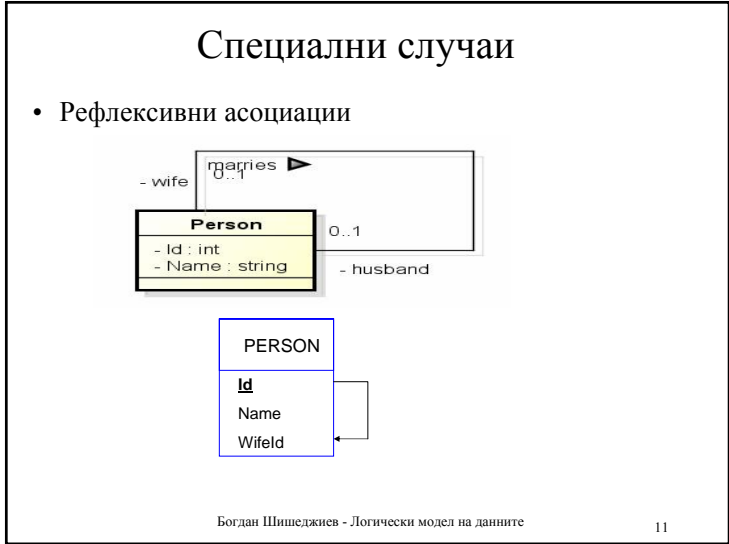 Специални случаи
• Рефлексивни асоциации
marries
0..1
- wife
Person
- Id : int
- Name : string
0..1
- husband
PERSON
Id
Name
WifeId
Богдан Шишеджиев - Логически модел на данните
11